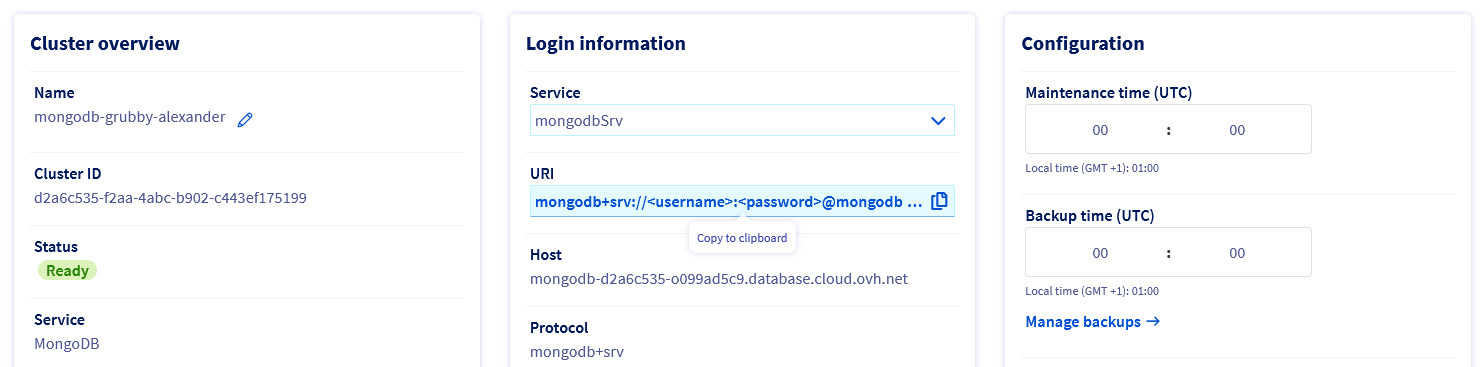 Cluster overview
Name
mongodb-grubby-alexander
Cluster ID
d2a6c535-f2aa-4abc-b902-c443ef175199
Status
Ready
Service
MongoDB
Login information
Service
mongodbSrv
URI
mongodb+srv://<username>:<password>@mongodb ...
Copy to clipboard
Host
mongodb-d2a6c535-o099ad5c9.database.cloud.ovh.net
Protocol
mongodb+srv
Configuration
Maintenance time (UTC)
00 : 00
Local time (GMT +1): 01:00
Backup time (UTC)
00 : 00
Local time (GMT +1): 01:00
Manage backups →